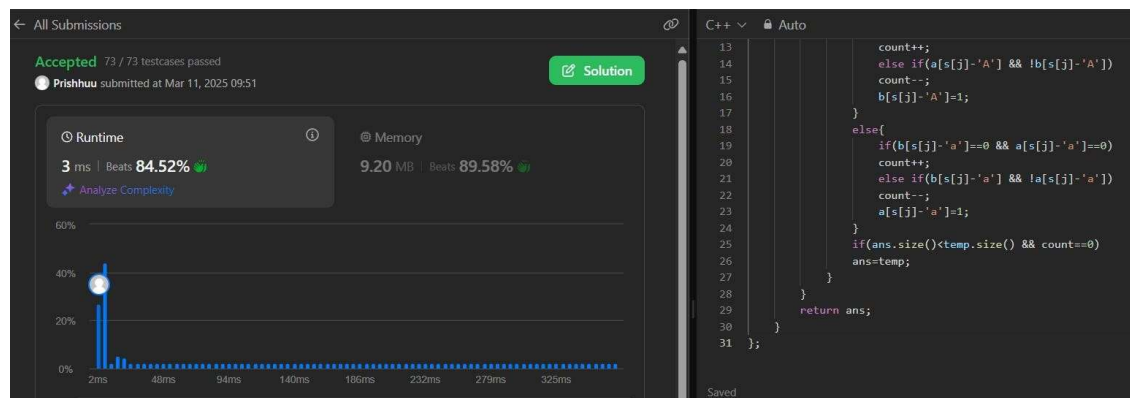 ← All Submissions
Accepted 73 / 73 testcases passed
Prishhuu submitted at Mar 11, 2025 09:51
Solution
Runtime
3 ms | Beats 84.52%
Analyze Complexity
Memory
9.20 MB | Beats 89.58%
60%
40%
20%
0%
2ms 48ms 94ms 140ms 186ms 232ms 279ms 325ms
C++ Auto
13 count++;
14 else if(a[s[j]-'A'] && !b[s[j]-'A'])
15 count--;
16 b[s[j]-'A']=1;
17 }
18 else{
19 if(b[s[j]-'a']==0 && a[s[j]-'a']==0)
20 count++;
21 else if(b[s[j]-'a'] && !a[s[j]-'a'])
22 count--;
23 a[s[j]-'a']=1;
24 }
25 if(ans.size()<temp.size() && count==0)
26 ans=temp;
27 }
28 }
29 return ans;
30 }
31 };
Saved